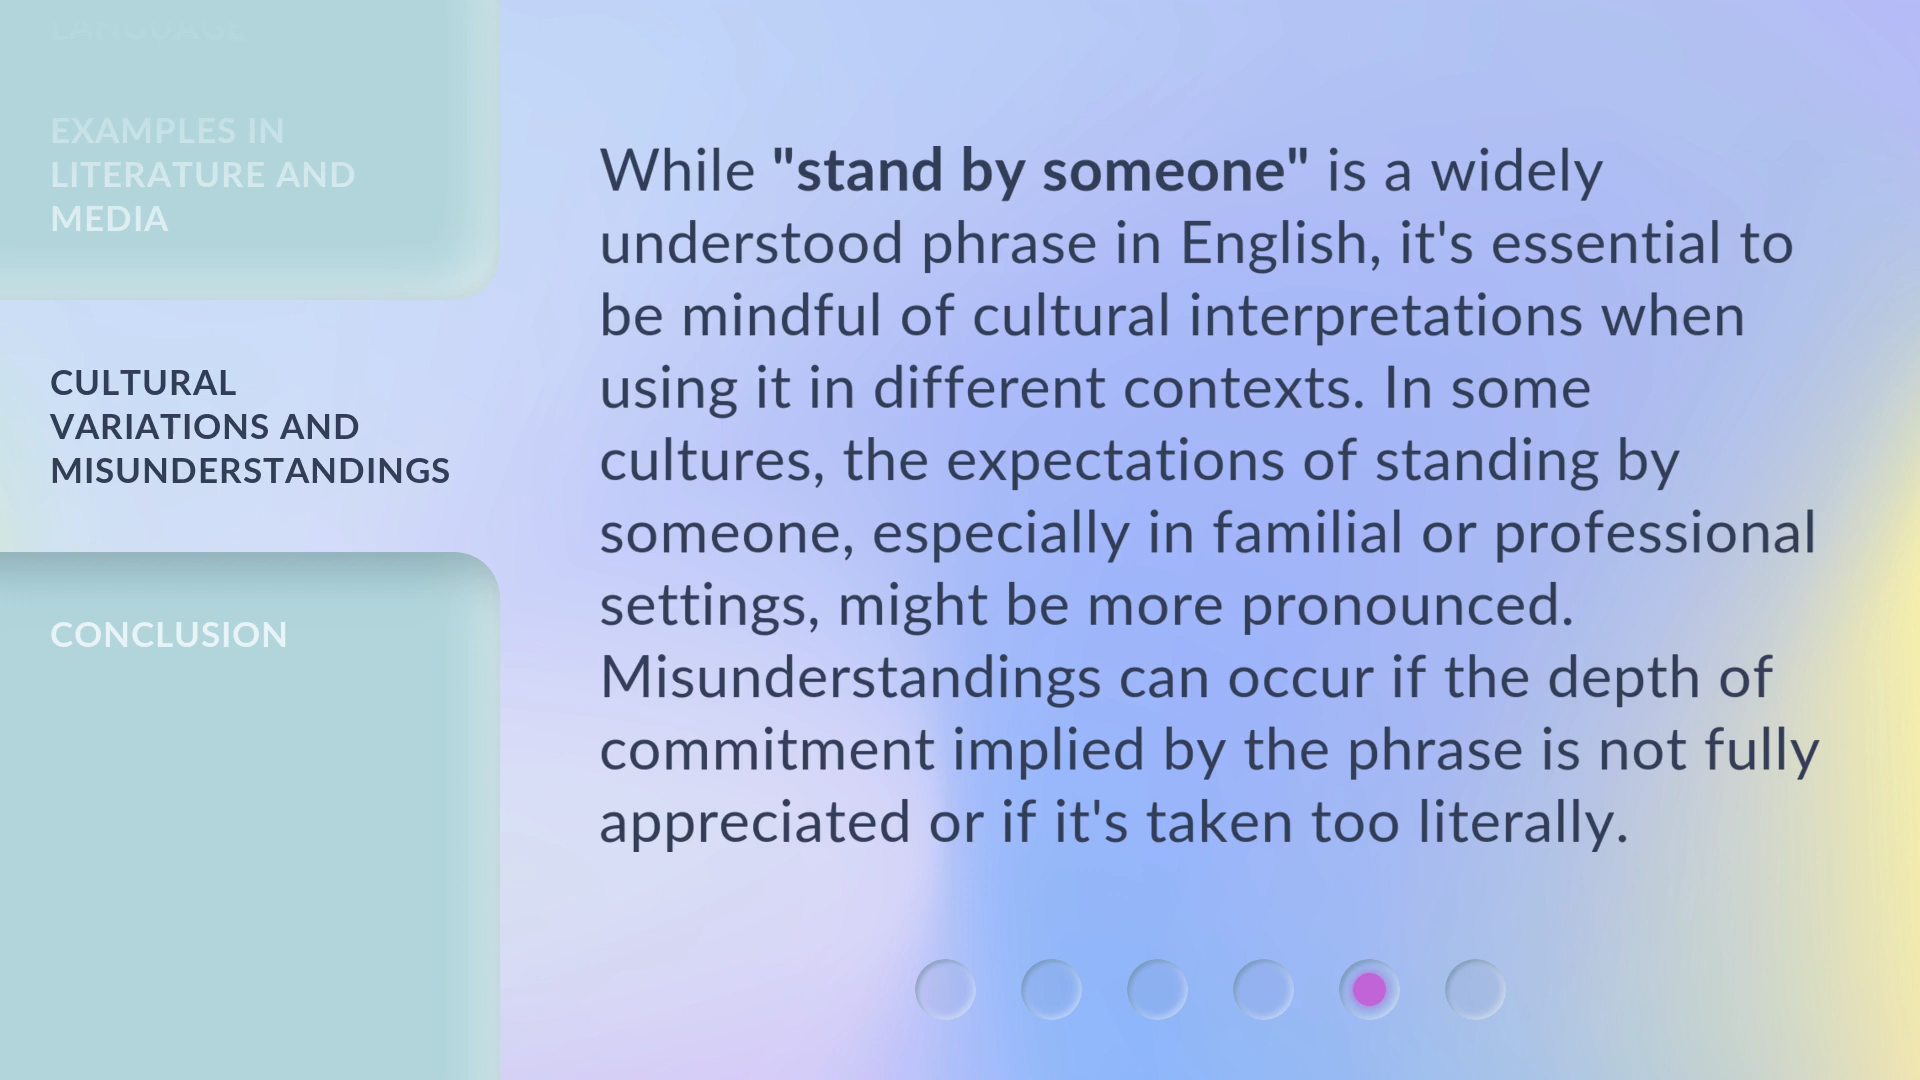 LANGUAGE
EXAMPLES IN
LITERATURE AND
MEDIA
CULTURAL
VARIATIONS AND
MISUNDERSTANDINGS
CONCLUSION
While "stand by someone" is a widely
understood phrase in English, it's essential to
be mindful of cultural interpretations when
using it in different contexts. In some
cultures, the expectations of standing by
someone, especially in familial or professional
settings, might be more pronounced.
Misunderstandings can occur if the depth of
commitment implied by the phrase is not fully
appreciated or if it's taken too literally.